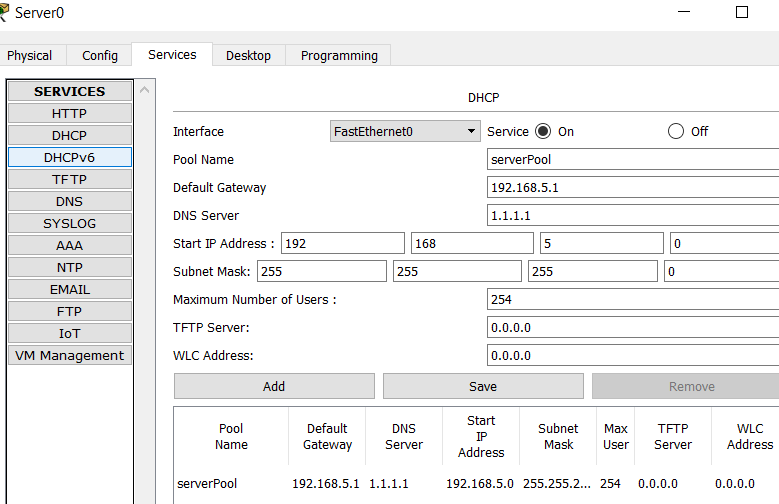 Server0
Physical Config Services Desktop Programming
SERVICES
HTTP
DHCP
DHCPv6
TFTP
DNS
SYSLOG
AAA
NTP
EMAIL
FTP
IoT
VM Management
DHCP
Interface FastEthernet0 Service On Off
Pool Name serverPool
Default Gateway 192.168.5.1
DNS Server 1.1.1.1
Start IP Address : 192 168 5 0
Subnet Mask: 255 255 255 0
Maximum Number of Users : 254
TFTP Server: 0.0.0.0
WLC Address: 0.0.0.0
Add Save Remove
Pool Name Default Gateway DNS Server Start IP Address Subnet Mask Max User TFTP Server WLC Address
serverPool 192.168.5.1 1.1.1.1 192.168.5.0 255.255.2... 254 0.0.0.0 0.0.0.0